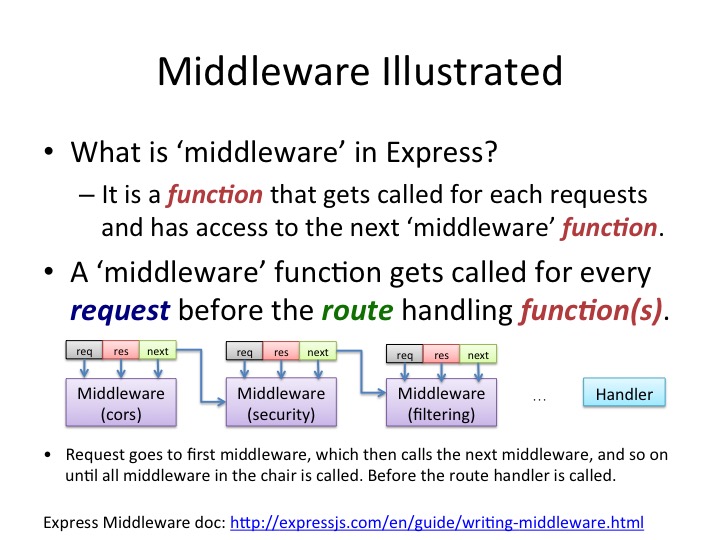 Middleware Illustrated
• What is ‘middleware’ in Express?
– It is a function that gets called for each requests
and has access to the next ‘middleware’ function.
• A ‘middleware’ function gets called for every
request before the route handling function(s).
req res next req res next req res next
Middleware (cors) Middleware (security) Middleware (filtering) ... Handler
• Request goes to first middleware, which then calls the next middleware, and so on
until all middleware in the chair is called. Before the route handler is called.
Express Middleware doc: http://expressjs.com/en/guide/writing-middleware.html